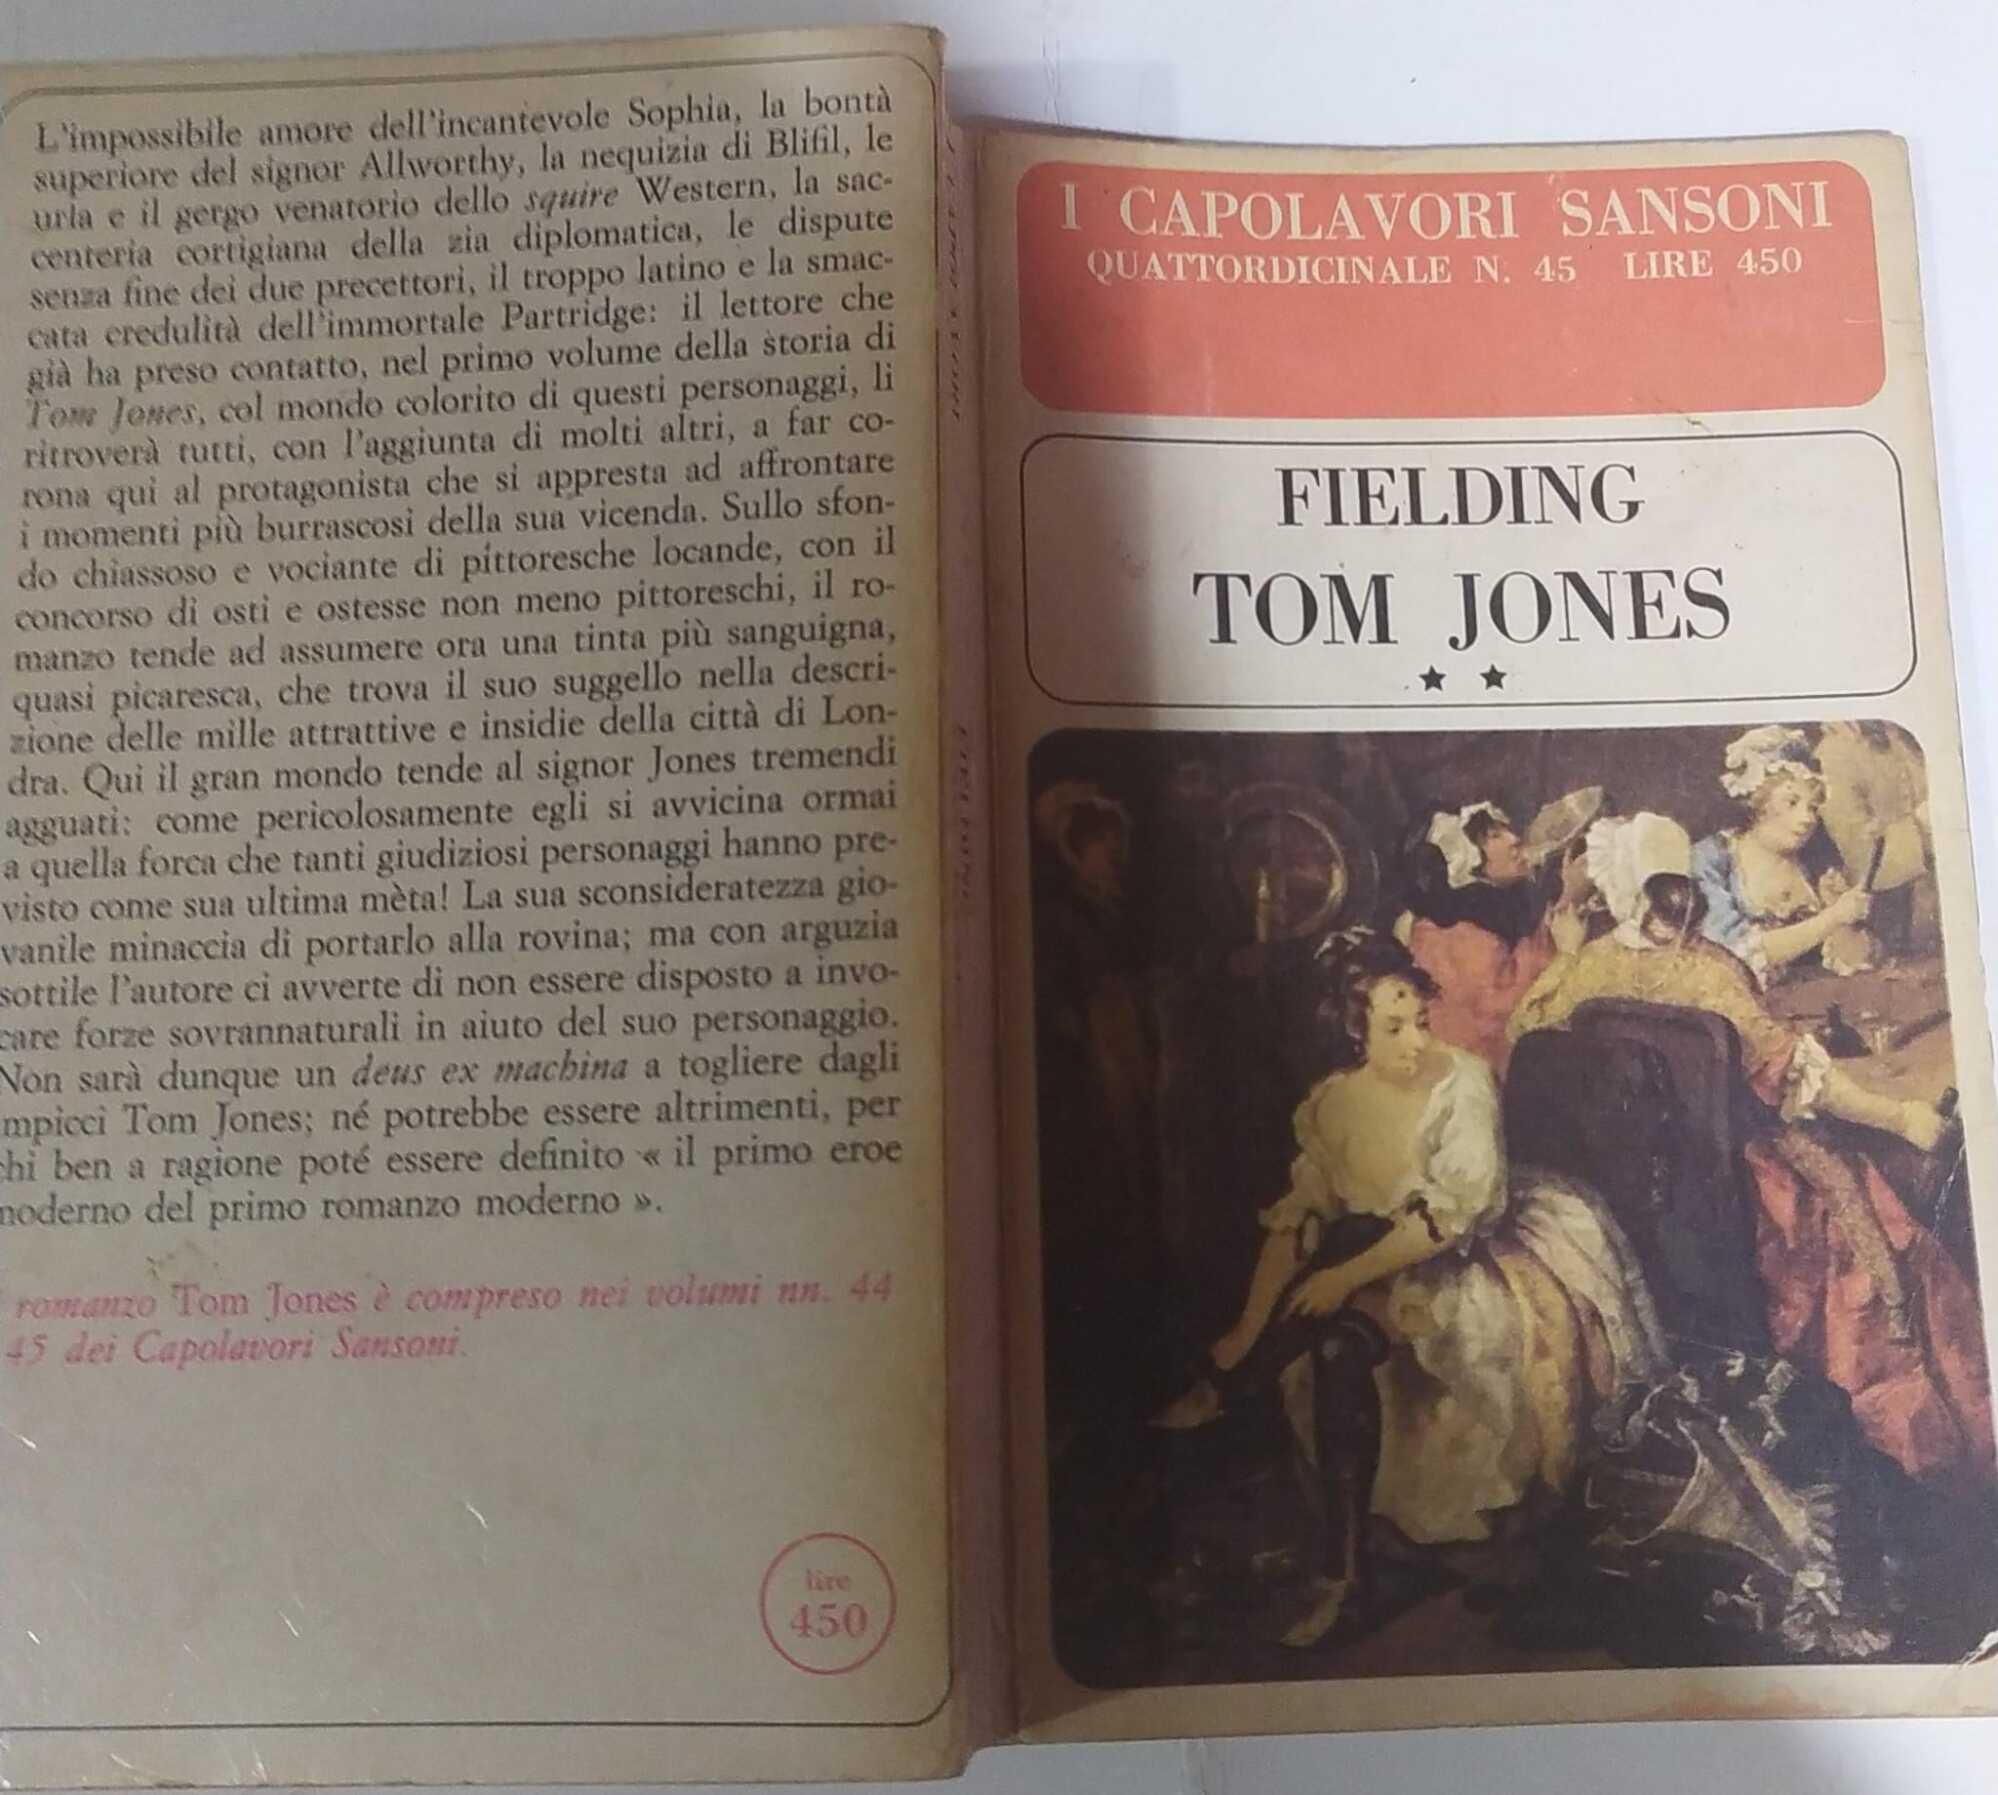 L'impossibile amore dell'incantevole Sophia, la bontà
superiore del signor Allworthy, la nequizia di Blifil, le
urla e il gergo venatorio dello squire Western, la sac-
centeria cortigiana della zia diplomatica, le dispute
senza fine dei due precettori, il troppo latino e la smac-
cata credulità dell'immortale Partridge: il lettore che
già ha preso contatto, nel primo volume della storia di
Tom Jones, col mondo colorito di questi personaggi, li
ritroverà tutti, con l'aggiunta di molti altri, a far co-
rona qui al protagonista che si appresta ad affrontare
i momenti più burrascosi della sua vicenda. Sullo sfon-
do chiassoso e vociante di pittoresche locande, con il
concorso di osti e ostesse non meno pittoreschi, il ro-
manzo tende ad assumere ora una tinta più sanguigna,
quasi picaresca, che trova il suo suggello nella descri-
zione delle mille attrattive e insidie della città di Lon-
dra. Qui il gran mondo tende al signor Jones tremendi
agguati: come pericolosamente egli si avvicina ormai
a quella forca che tanti giudiziosi personaggi hanno pre-
visto come sua ultima mèta! La sua sconsideratezza gio-
vanile minaccia di portarlo alla rovina; ma con arguzia
sottile l'autore ci avverte di non essere disposto a invo-
care forze sovrannaturali in aiuto del suo personaggio.
Non sarà dunque un deus ex machina a togliere dagli
mpicci Tom Jones; né potrebbe essere altrimenti, per
chi ben a ragione poté essere definito « il primo eroe
moderno del primo romanzo moderno ».
romanzo Tom Jones è compreso nei volumi nn. 44
45 dei Capolavori Sansoni.
lire
450
I CAPOLAVORI SANSONI
QUATTORDICINALE N. 45 LIRE 450
FIELDING
TOM JONES
★ ★